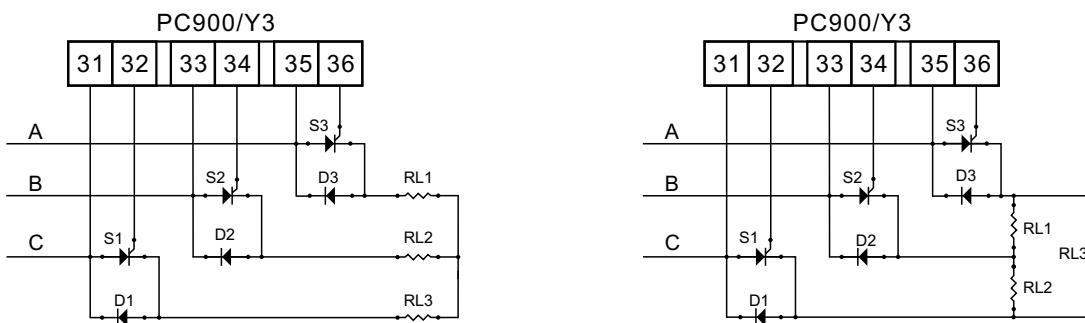 PC900/Y3
31 32 33 34 35 36
A
S3
B
S2
D3
RL1
C
S1
D2
RL2
D1
RL3
PC900/Y3
31 32 33 34 35 36
A
S3
B
S2
D3
RL1
C
S1
D2
RL3
RL2
D1